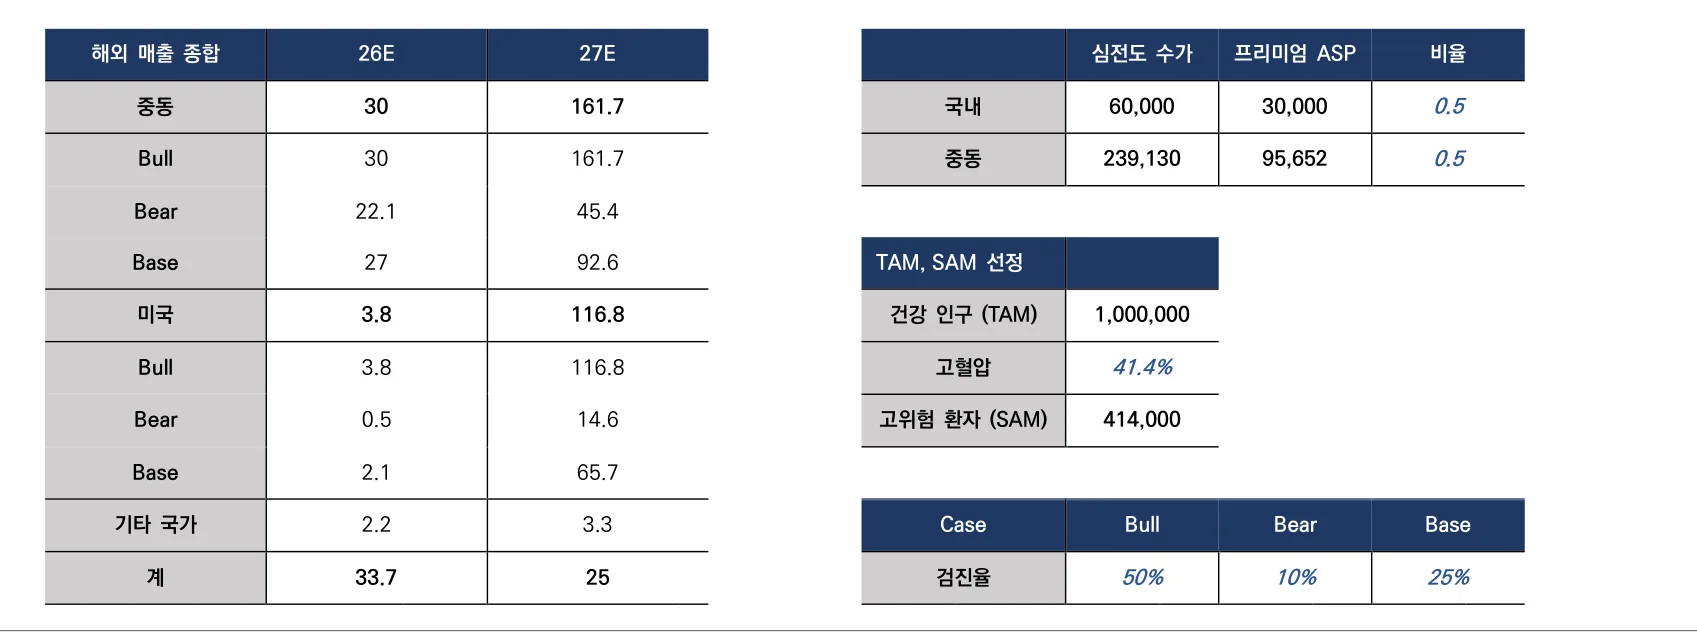 해외 매출 종합 26E 27E
중동 30 161.7
Bull 30 161.7
Bear 22.1 45.4
Base 27 92.6
미국 3.8 116.8
Bull 3.8 116.8
Bear 0.5 14.6
Base 2.1 65.7
기타 국가 2.2 3.3
계 33.7 25
심전도 수가 프리미엄 ASP 비율
국내 60,000 30,000 0.5
중동 239,130 95,652 0.5
TAM, SAM 선정
건강 인구 (TAM) 1,000,000
고혈압 41.4%
고위험 환자 (SAM) 414,000
Case Bull Bear Base
검진율 50% 10% 25%